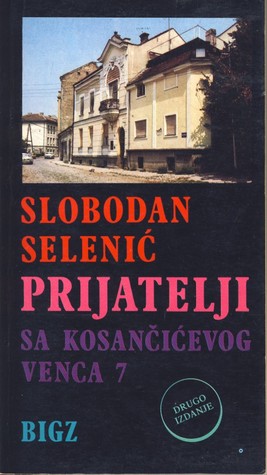 SLOBODAN
SELENIĆ
PRIJATELJI
SA KOSANČIĆEVOG
VENCA 7
DRUGO
IZDANJE
BIGZ